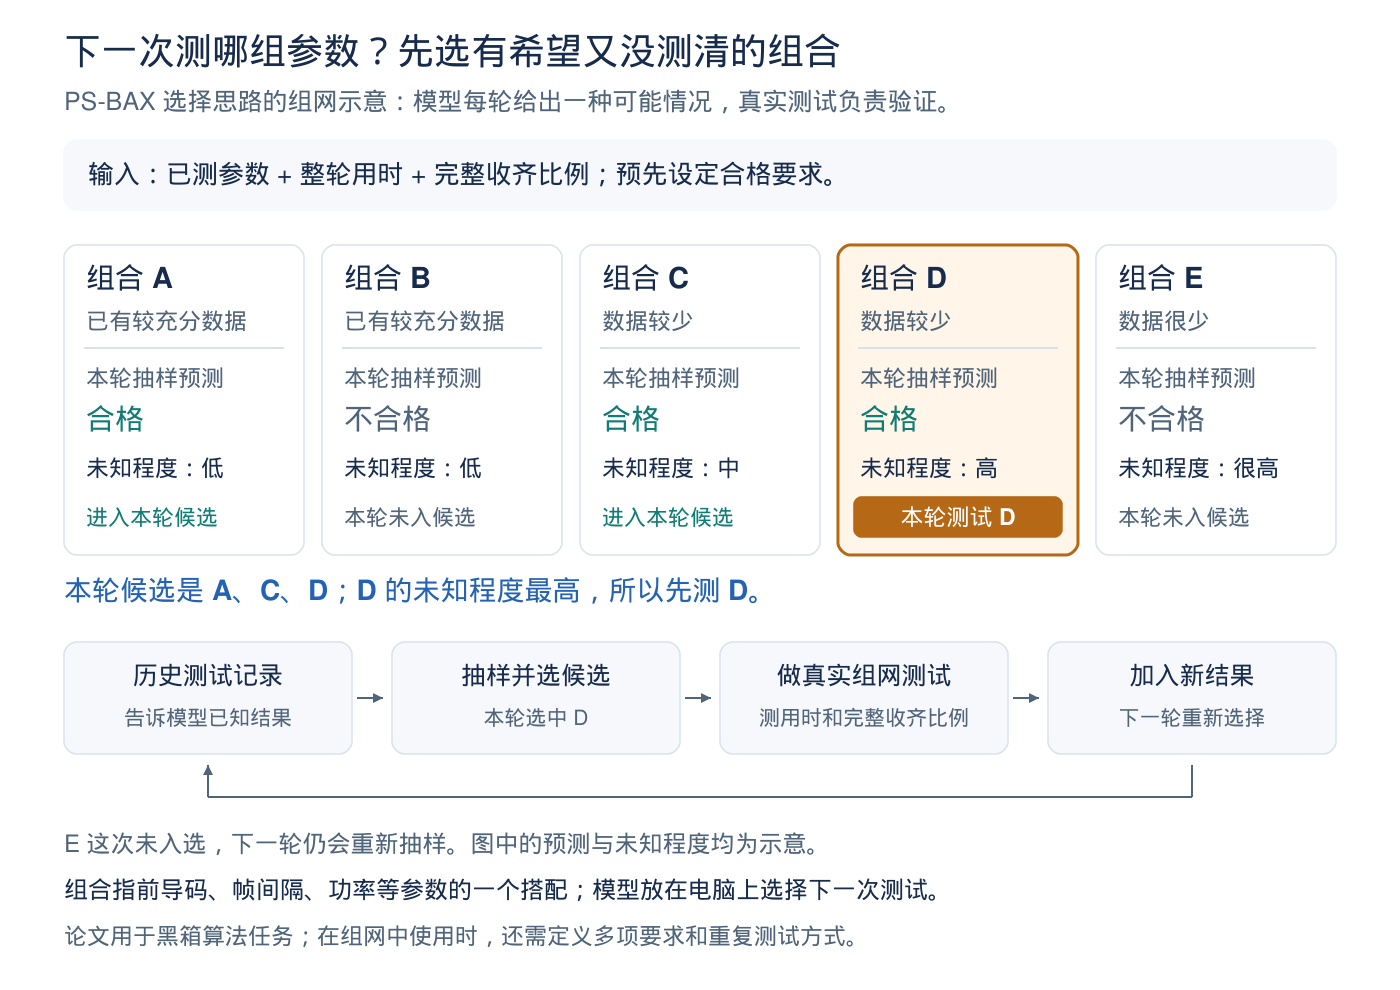 下一次测哪组参数？先选有希望又没测清的组合
PS-BAX 选择思路的组网示意：模型每轮给出一种可能情况，真实测试负责验证。
输入：已测参数 + 整轮用时 + 完整收齐比例；预先设定合格要求。
组合 A
已有较充分数据
本轮抽样预测
合格
未知程度：低
进入本轮候选
组合 B
已有较充分数据
本轮抽样预测
不合格
未知程度：低
本轮未入候选
组合 C
数据较少
本轮抽样预测
合格
未知程度：中
进入本轮候选
组合 D
数据较少
本轮抽样预测
合格
未知程度：高
本轮测试 D
组合 E
数据很少
本轮抽样预测
不合格
未知程度：很高
本轮未入候选
本轮候选是 A、C、D；D 的未知程度最高，所以先测 D。
历史测试记录
告诉模型已知结果
抽样并选候选
本轮选中 D
做真实组网测试
测用时和完整收齐比例
加入新结果
下一轮重新选择
E 这次未入选，下一轮仍会重新抽样。图中的预测与未知程度均为示意。
组合指前导码、帧间隔、功率等参数的一个搭配；模型放在电脑上选择下一次测试。
论文用于黑箱算法任务；在组网中使用时，还需定义多项要求和重复测试方式。